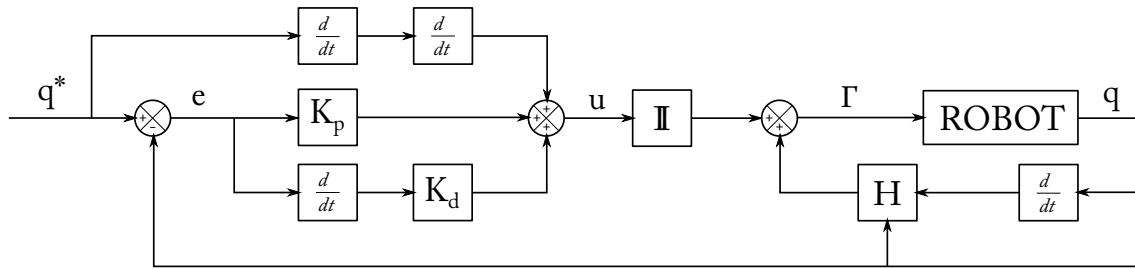 d/dt d/dt
q* + - e K_p + + + u 𝕀 + + Γ ROBOT q
d/dt K_d H d/dt